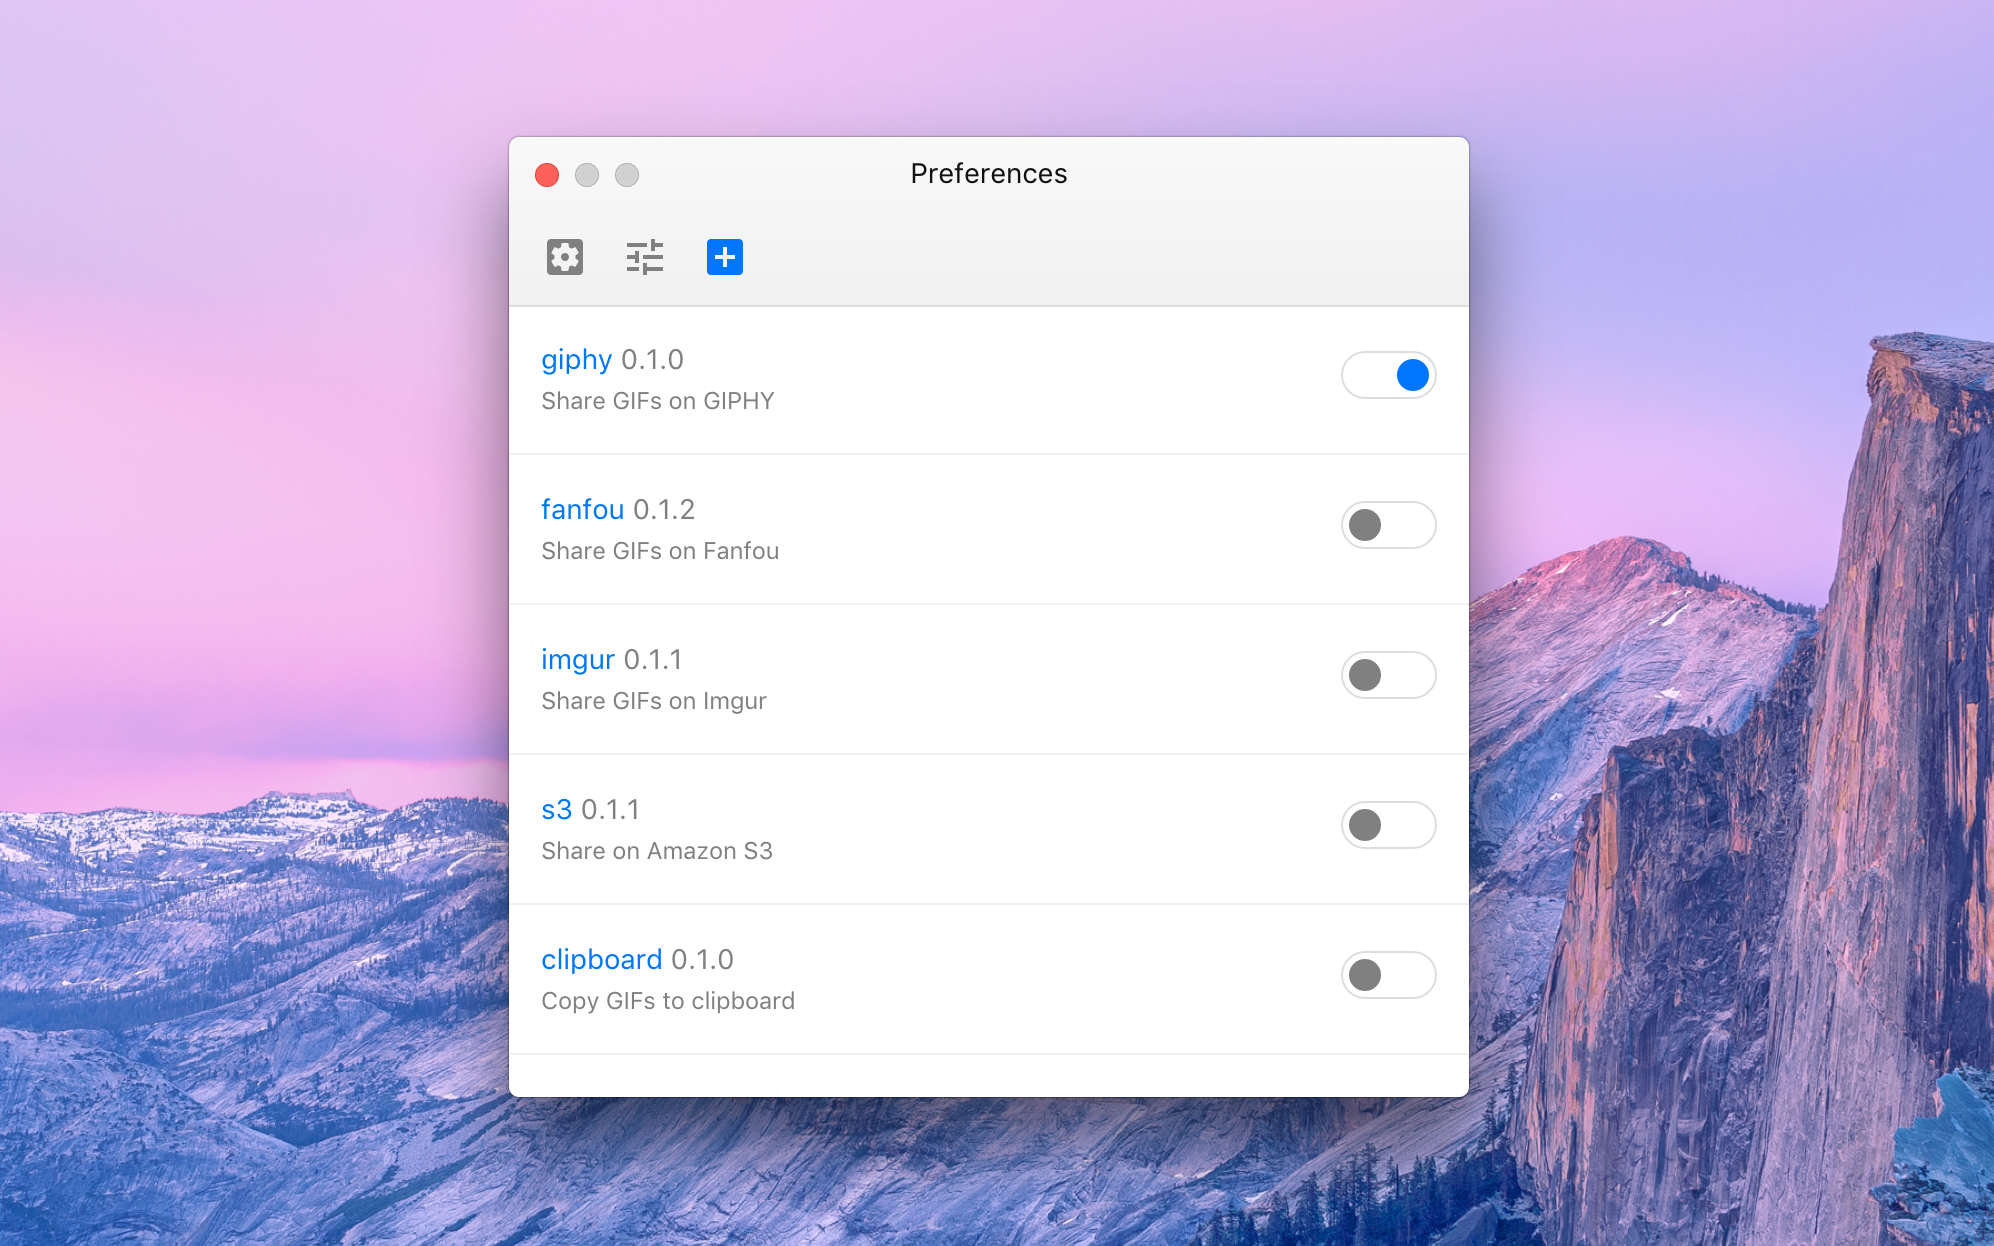 Preferences
giphy 0.1.0
Share GIFs on GIPHY
fanfou 0.1.2
Share GIFs on Fanfou
imgur 0.1.1
Share GIFs on Imgur
s3 0.1.1
Share on Amazon S3
clipboard 0.1.0
Copy GIFs to clipboard